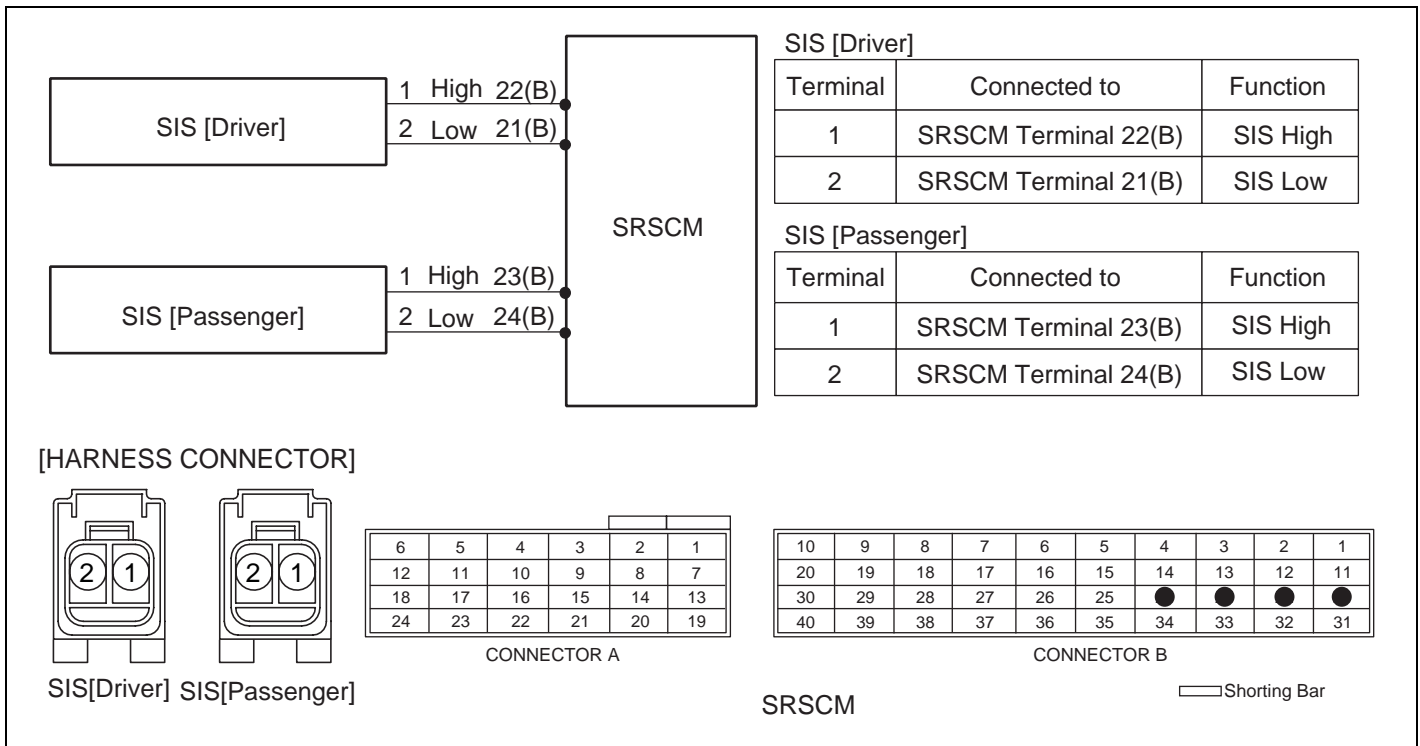 SIS [Driver]
1 High 22(B)
2 Low 21(B)
SIS [Passenger]
1 High 23(B)
2 Low 24(B)
SRSCM
SIS [Driver]
Terminal Connected to Function
1 SRSCM Terminal 22(B) SIS High
2 SRSCM Terminal 21(B) SIS Low
SIS [Passenger]
Terminal Connected to Function
1 SRSCM Terminal 23(B) SIS High
2 SRSCM Terminal 24(B) SIS Low
[HARNESS CONNECTOR]
2 1
SIS[Driver]
2 1
SIS[Passenger]
6 5 4 3 2 1
12 11 10 9 8 7
18 17 16 15 14 13
24 23 22 21 20 19
CONNECTOR A
10 9 8 7 6 5 4 3 2 1
20 19 18 17 16 15 14 13 12 11
30 29 28 27 26 25
40 39 38 37 36 35 34 33 32 31
CONNECTOR B
Shorting Bar
SRSCM